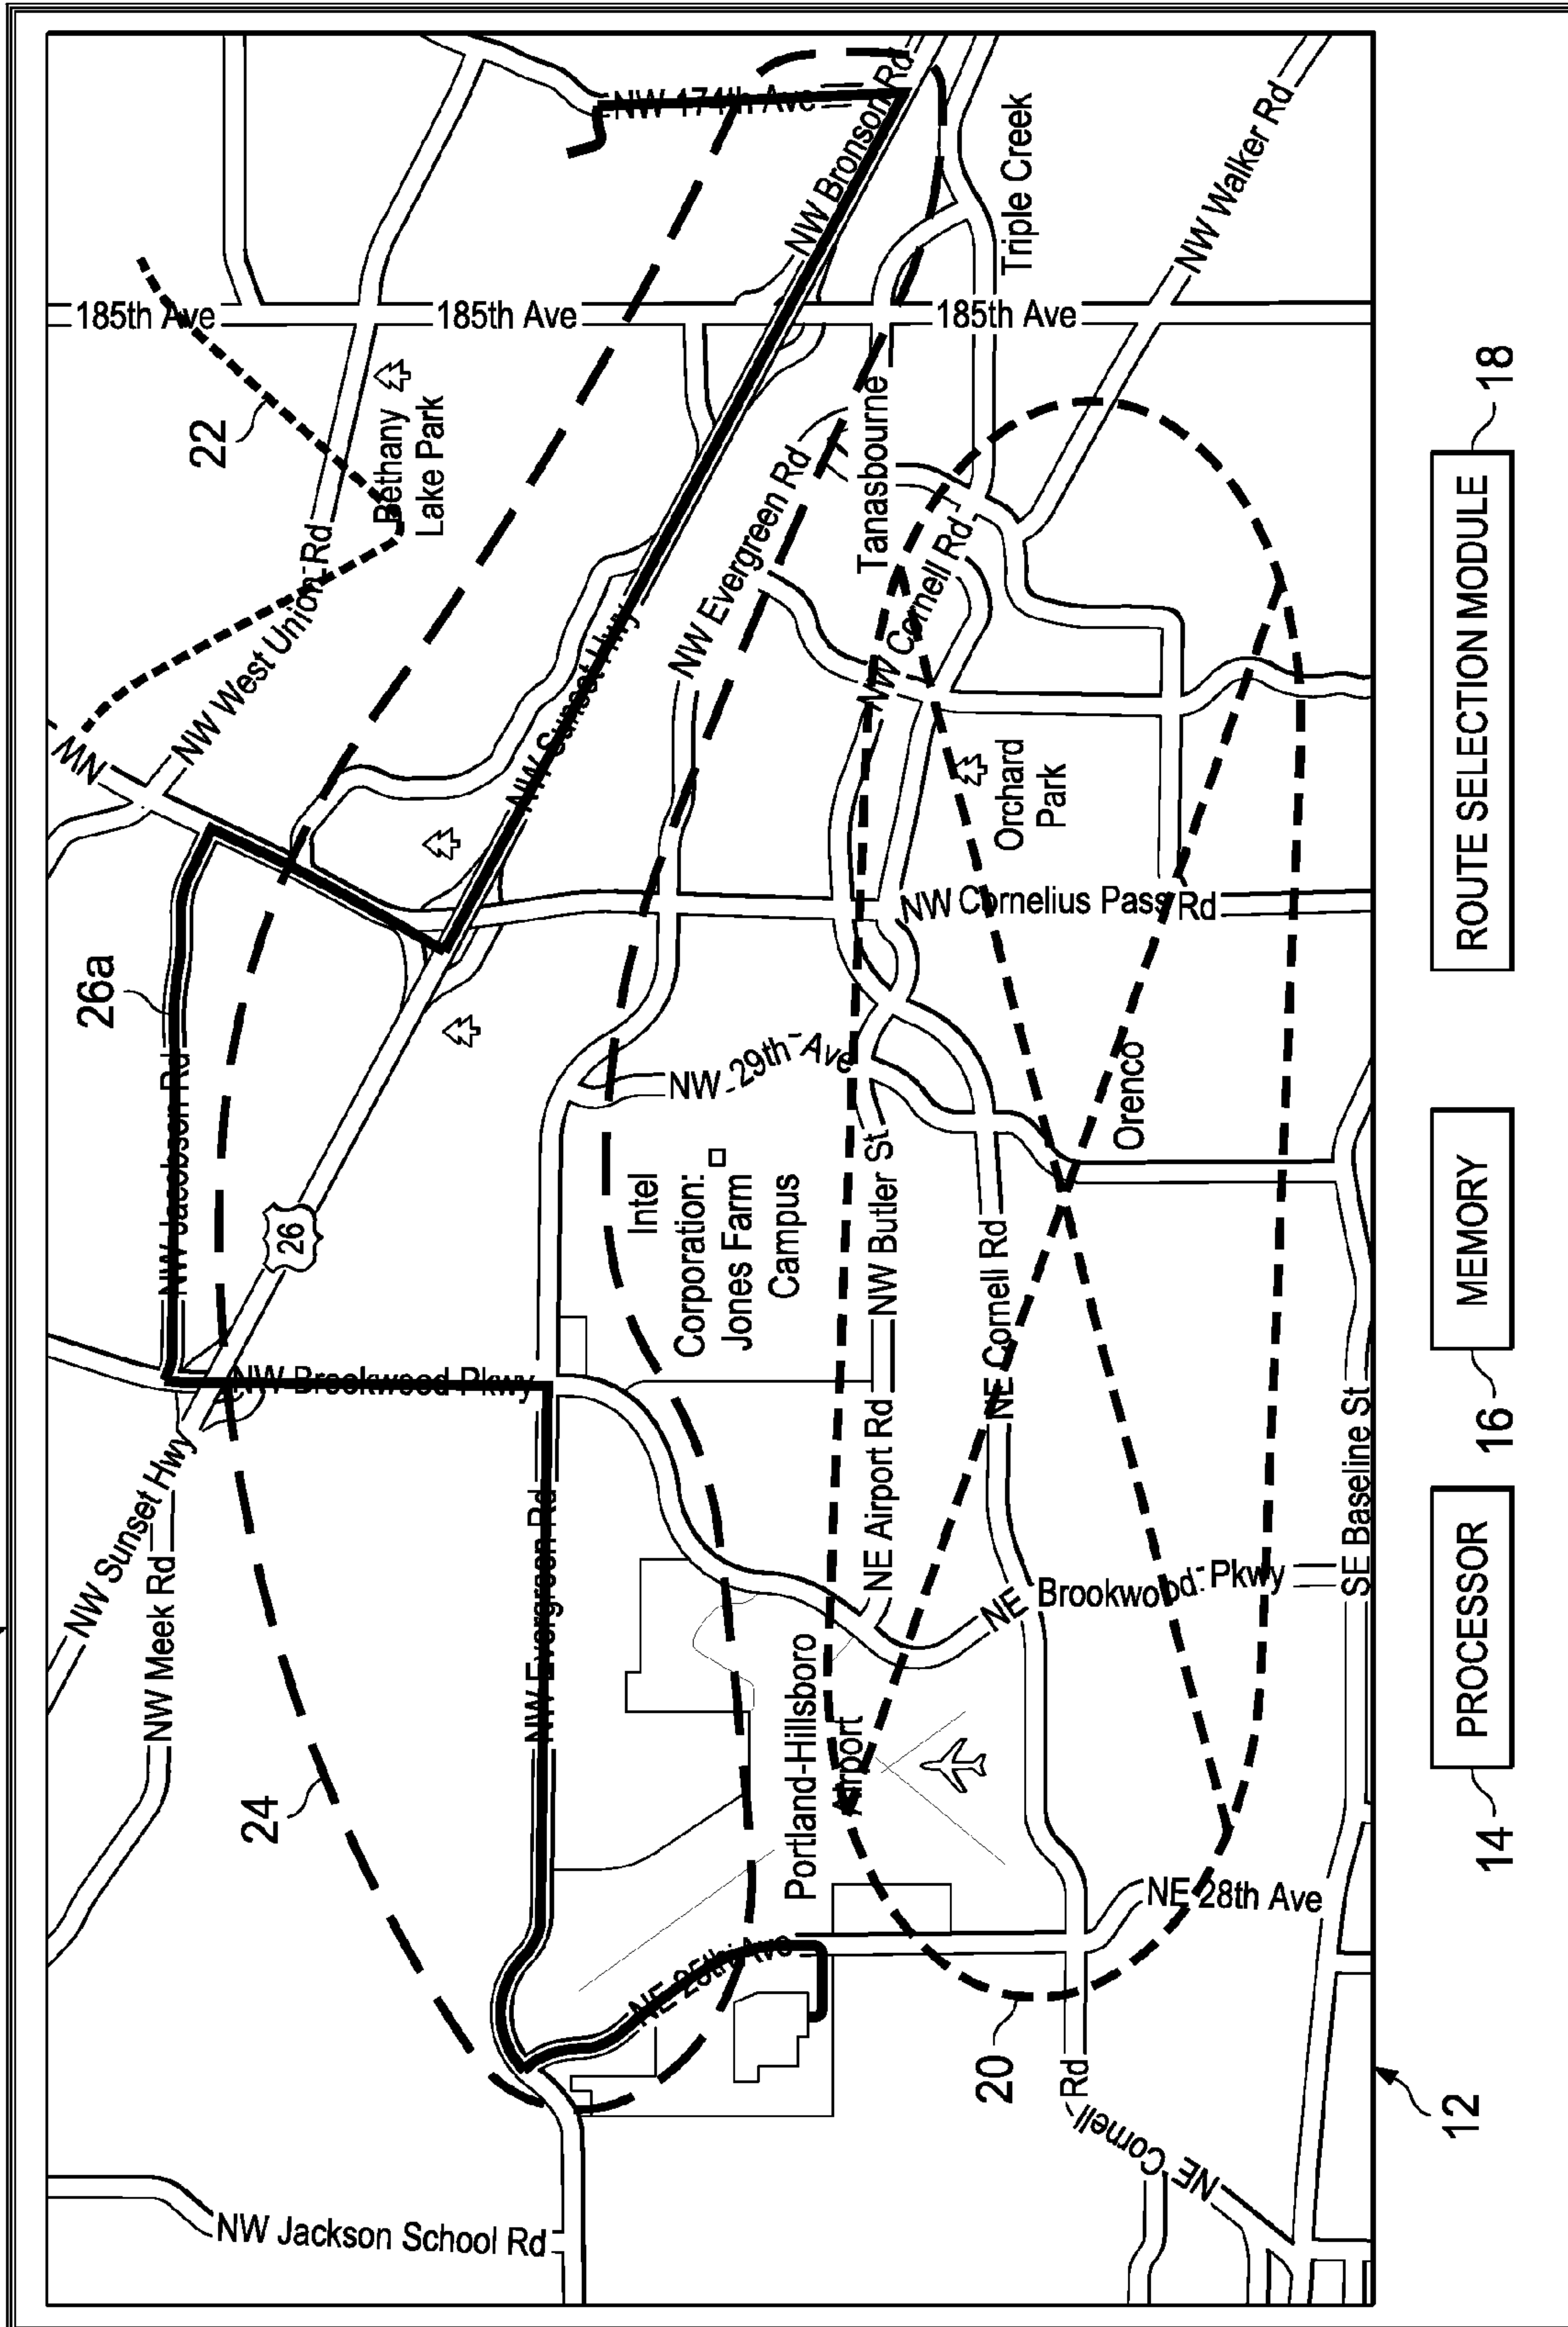 NW Jackson School Rd
NW Meek Rd
NW Sunset Hwy
24
NW Jacobson Rd
26a
26
NW Brookwood Pkwy
NW Evergreen Rd
NW
NW West Union Rd
22
Bethany
Lake Park
185th Ave
185th Ave
185th Ave
NW 174th Ave
NW Bronson Rd
NW Sunset Hwy
NW Evergreen Rd
NE 25th Ave
Portland-Hillsboro
Airport
Intel
Corporation:
Jones Farm
Campus
NW 29th Ave
NE Airport Rd
NW Butler St
NW Cornell Rd
Tanasbourne
Triple Creek
NW Walker Rd
Orchard
Park
NW Cornelius Pass Rd
Orenco
NE Cornell Rd
NE Brookwood Pkwy
NE 28th Ave
SE Baseline St
20
NE Cornell Rd
12
14
PROCESSOR
16
MEMORY
ROUTE SELECTION MODULE
18